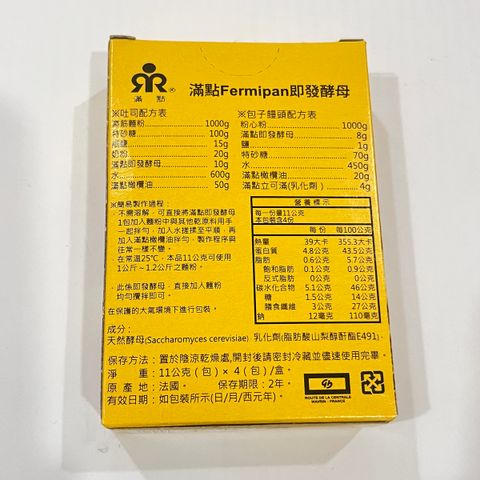 滿點
滿點Fermipan即發酵母
※吐司配方表
高筋麵粉 1000g
特砂糖 100g
鹽 15g
奶粉 20g
滿點即發酵母 10g
水 600g
滿點橄欖油 50g
※包子饅頭配方表
粉心粉 1000g
滿點即發酵母 8g
鹽 1g
特砂糖 70g
水 450g
滿點橄欖油 20g
滿點立可滿(乳化劑) 4g
※簡易製作過程:
不需溶解，可直接將滿點即發酵母
1包加入麵粉中與其他乾原料用手
一起拌勻，加入水搓揉至平順，再
加入滿點橄欖油拌勻，製作程序與
往常一樣不變。
在常溫25℃，本品11公克可使用
1公斤~1.2公斤之麵粉。
此係即發酵母，直接加入麵粉
均勻攪拌即可。
在保護的大氣環境下進行包裝。
營養標示
每一份量11公克
本包裝含4份
每份 每100公克
熱量 39大卡 355.3大卡
蛋白質 4.8公克 43.5公克
脂肪 0.6公克 5.7公克
飽和脂肪 0.1公克 0.9公克
反式脂肪 0公克 0公克
碳水化合物 5.1公克 46公克
糖 1.5公克 14公克
膳食纖維 3公克 27公克
鈉 12毫克 110毫克
成分:
天然酵母(Saccharomyces cerevisiae) 乳化劑(脂肪酸山梨醇酐酯E491)
保存方法：置於陰涼乾燥處,開封後請密封冷藏並儘速使用完畢。
淨 重：11公克（包）× 4（包）/盒。
原產地：法國。 保存期限：2年。
有效日期：如包裝所示(日/月/西元年)。
ROUTE DE LA CENTRALE
FRANCE